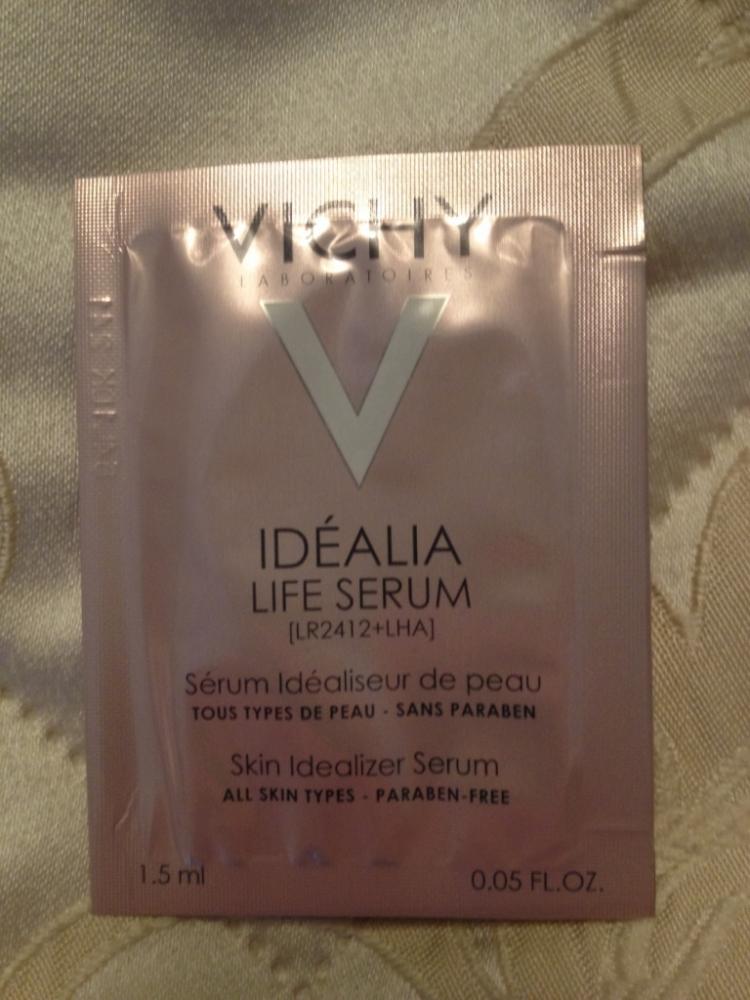 VICHY
LABORATOIRES
V
IDÉALIA
LIFE SERUM
[LR2412+LHA]
Sérum Idéaliseur de peau
TOUS TYPES DE PEAU - SANS PARABEN
Skin Idealizer Serum
ALL SKIN TYPES - PARABEN-FREE
1.5 ml
0.05 FL.OZ.